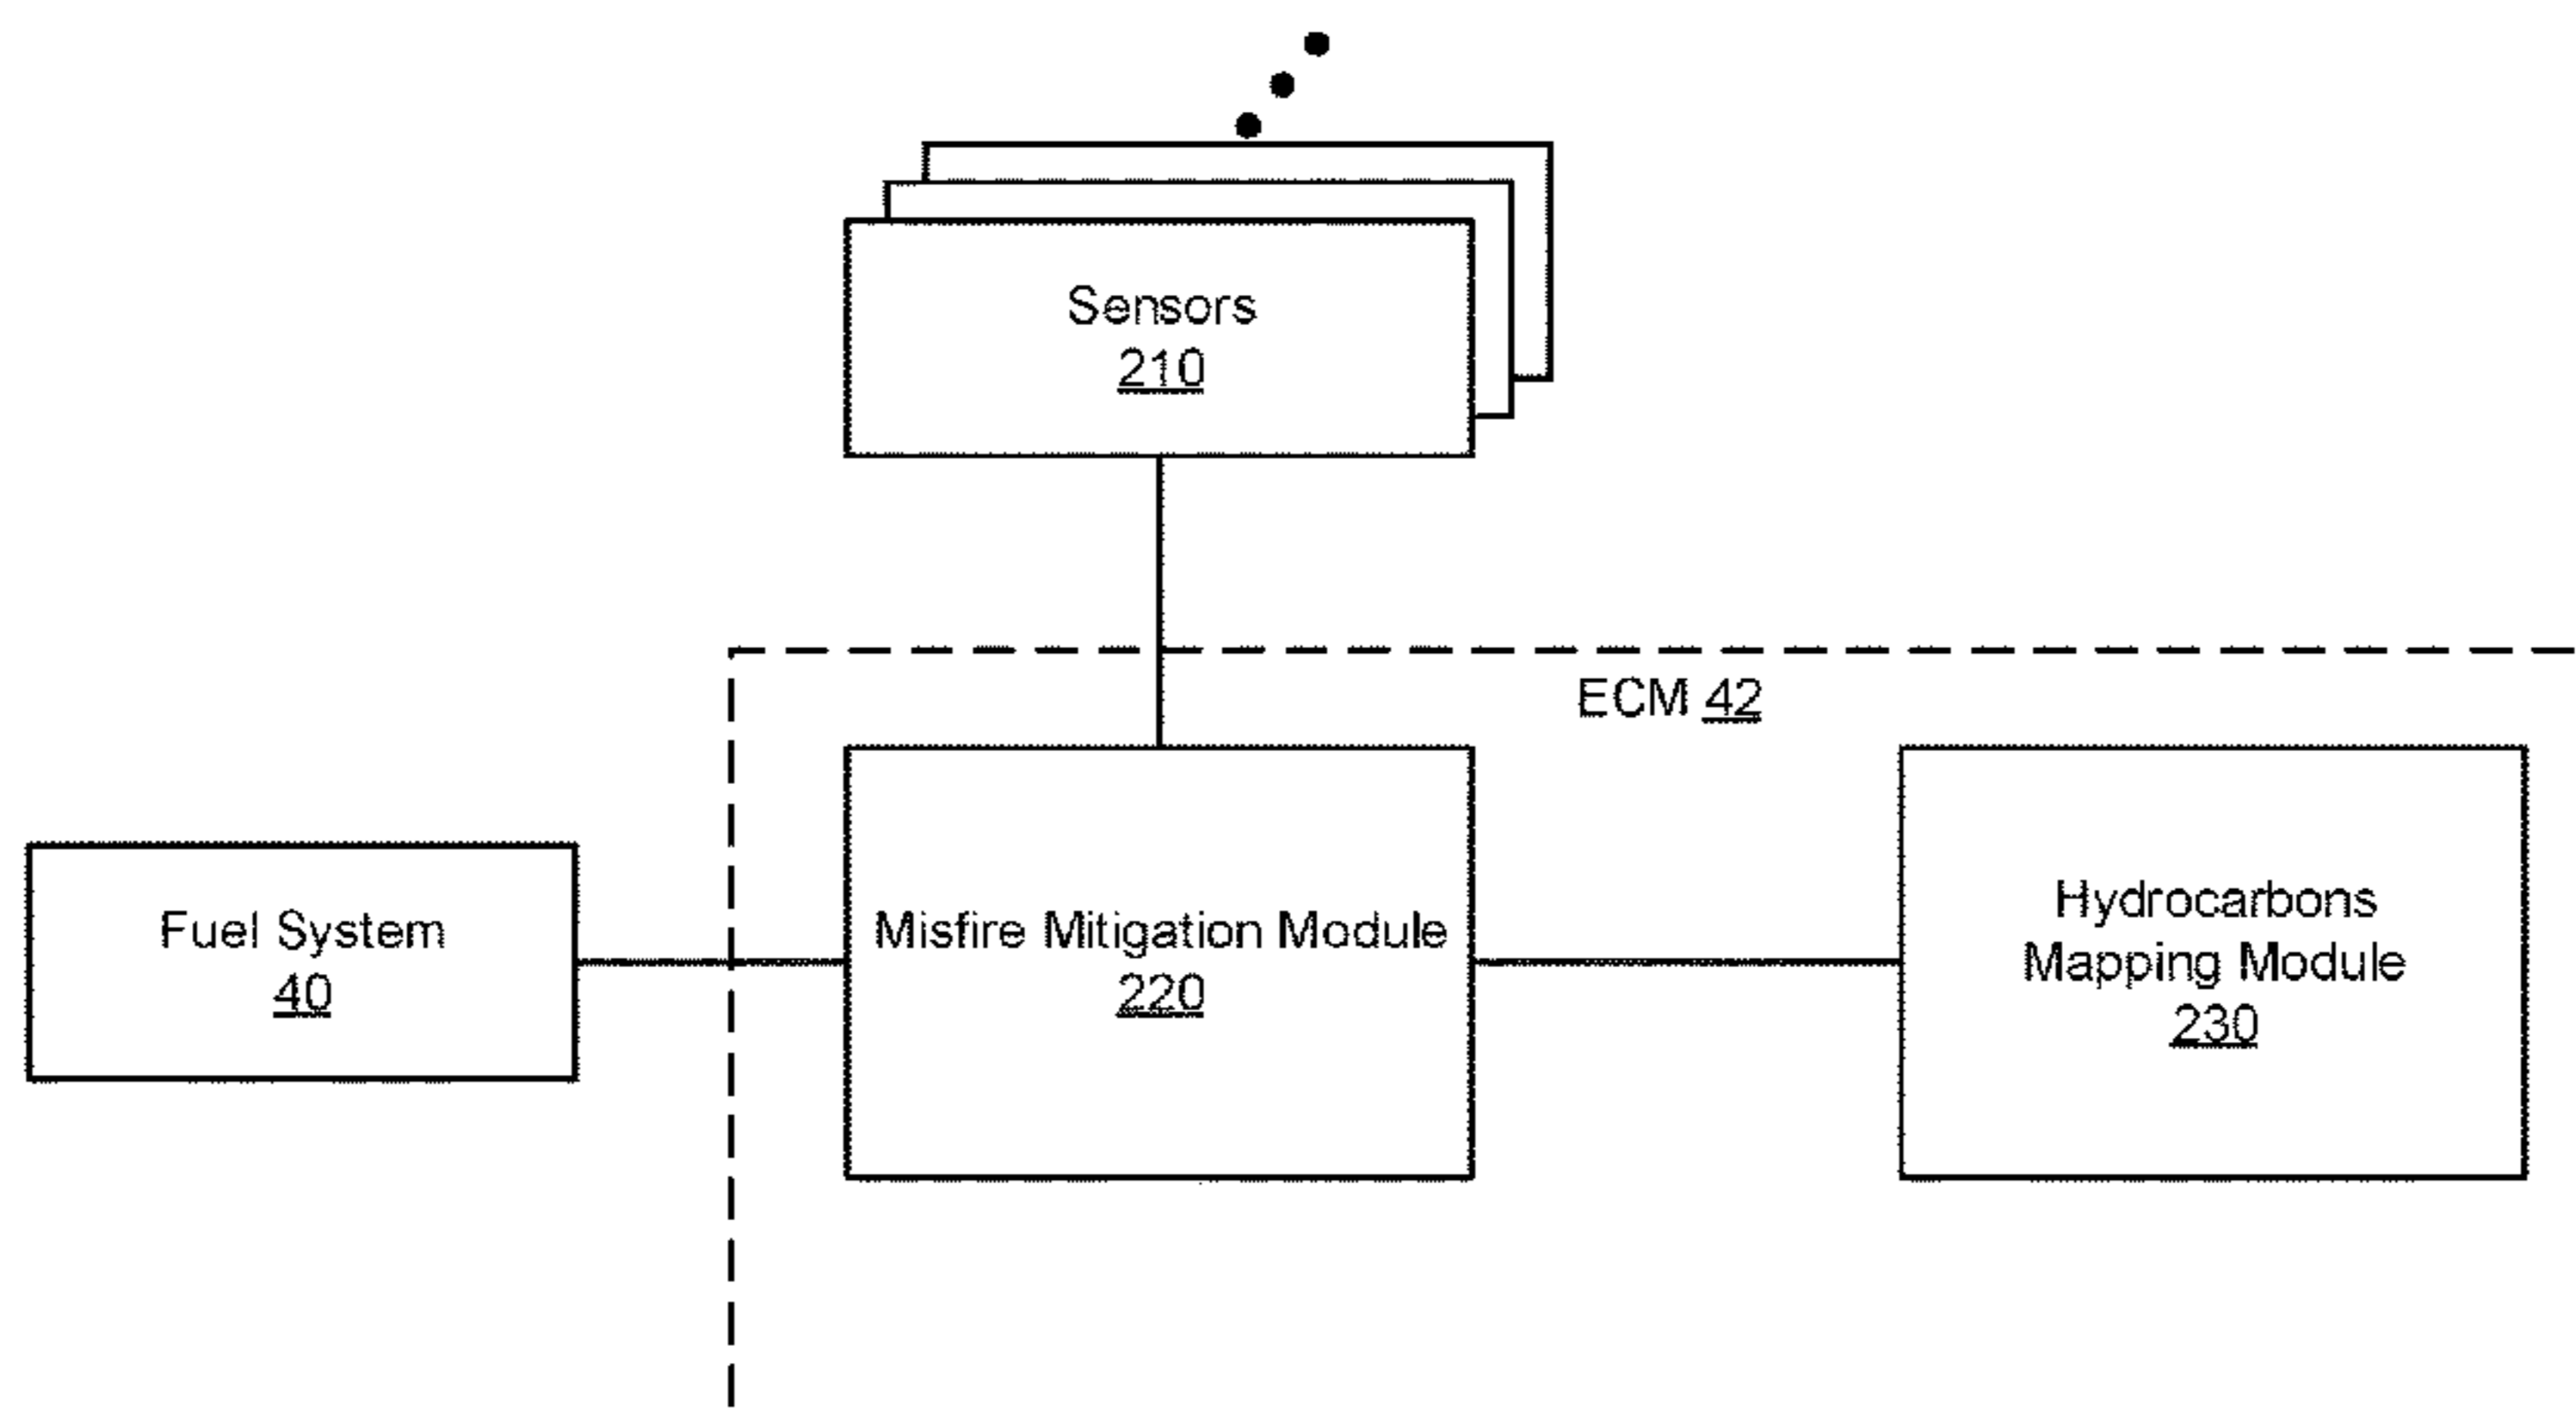 Sensors
210
ECM 42
Fuel System
40
Misfire Mitigation Module
220
Hydrocarbons
Mapping Module
230